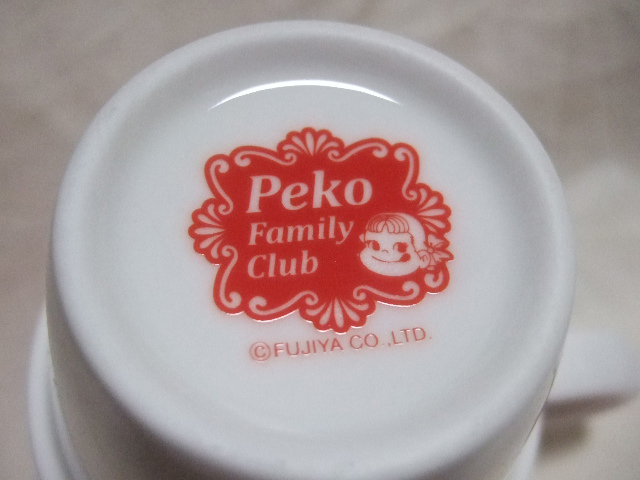 Peko
Family
Club
©FUJIYA CO.,LTD.